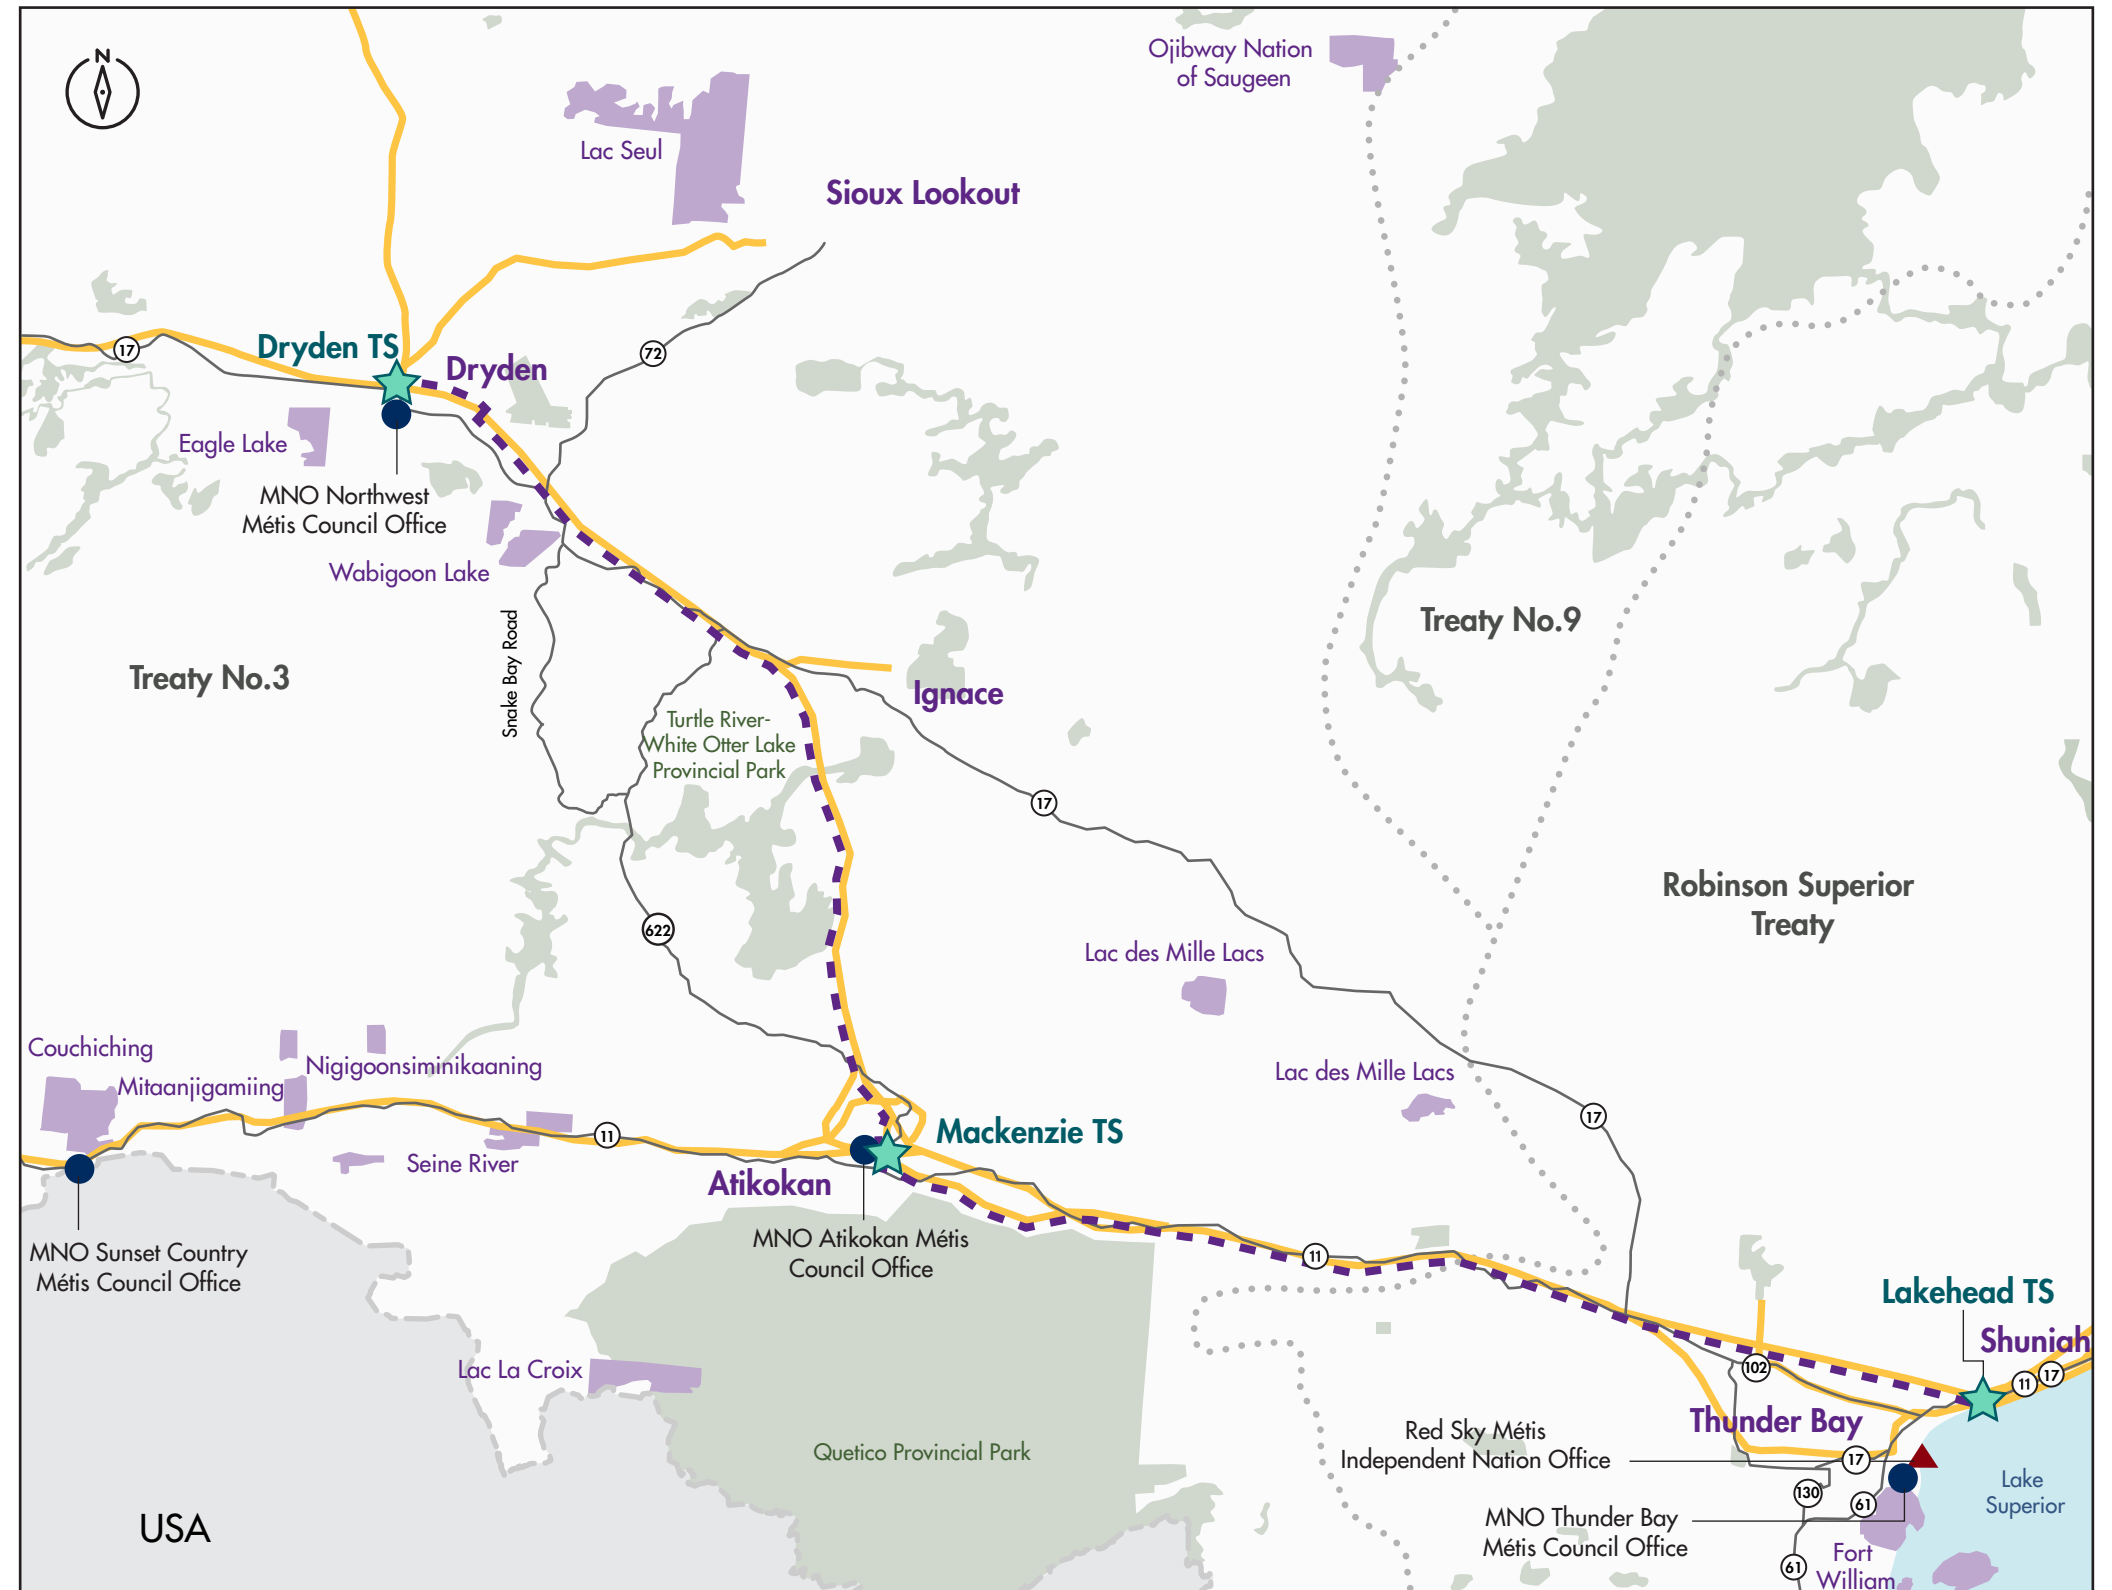 N
Ojibway Nation
of Saugeen
Lac Seul
Sioux Lookout
17
Dryden TS
Dryden
72
Eagle Lake
MNO Northwest
Métis Council Office
Wabigoon Lake
Snake Bay Road
Treaty No.3
Treaty No.9
Ignace
Turtle River-
White Otter Lake
Provincial Park
17
622
Robinson Superior
Treaty
Lac des Mille Lacs
Couchiching
Mitaanjigamiing
Nigigoonsiminikaaning
Lac des Mille Lacs
17
11
Mackenzie TS
Seine River
Atikokan
MNO Sunset Country
Métis Council Office
MNO Atikokan Métis
Council Office
11
Lakehead TS
Shuniah
102
11
17
Lac La Croix
Thunder Bay
Red Sky Métis
Independent Nation Office
17
Quetico Provincial Park
130
61
Lake
Superior
MNO Thunder Bay
Métis Council Office
USA
Fort
William
61